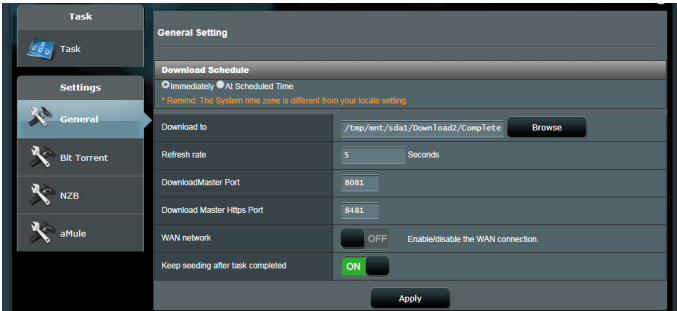 Task
Task
Settings
General
Bit Torrent
NZB
aMule
General Setting
Download Schedule
Immediately At Scheduled Time
* Remind: The System time zone is different from your locale setting.
Download to /tmp/mnt/sda1/Download2/Complete Browse
Refresh rate 5 Seconds
DownloadMaster Port 8081
Download Master Https Port 8481
WAN network OFF Enable/disable the WAN connection.
Keep seeding after task completed ON
Apply